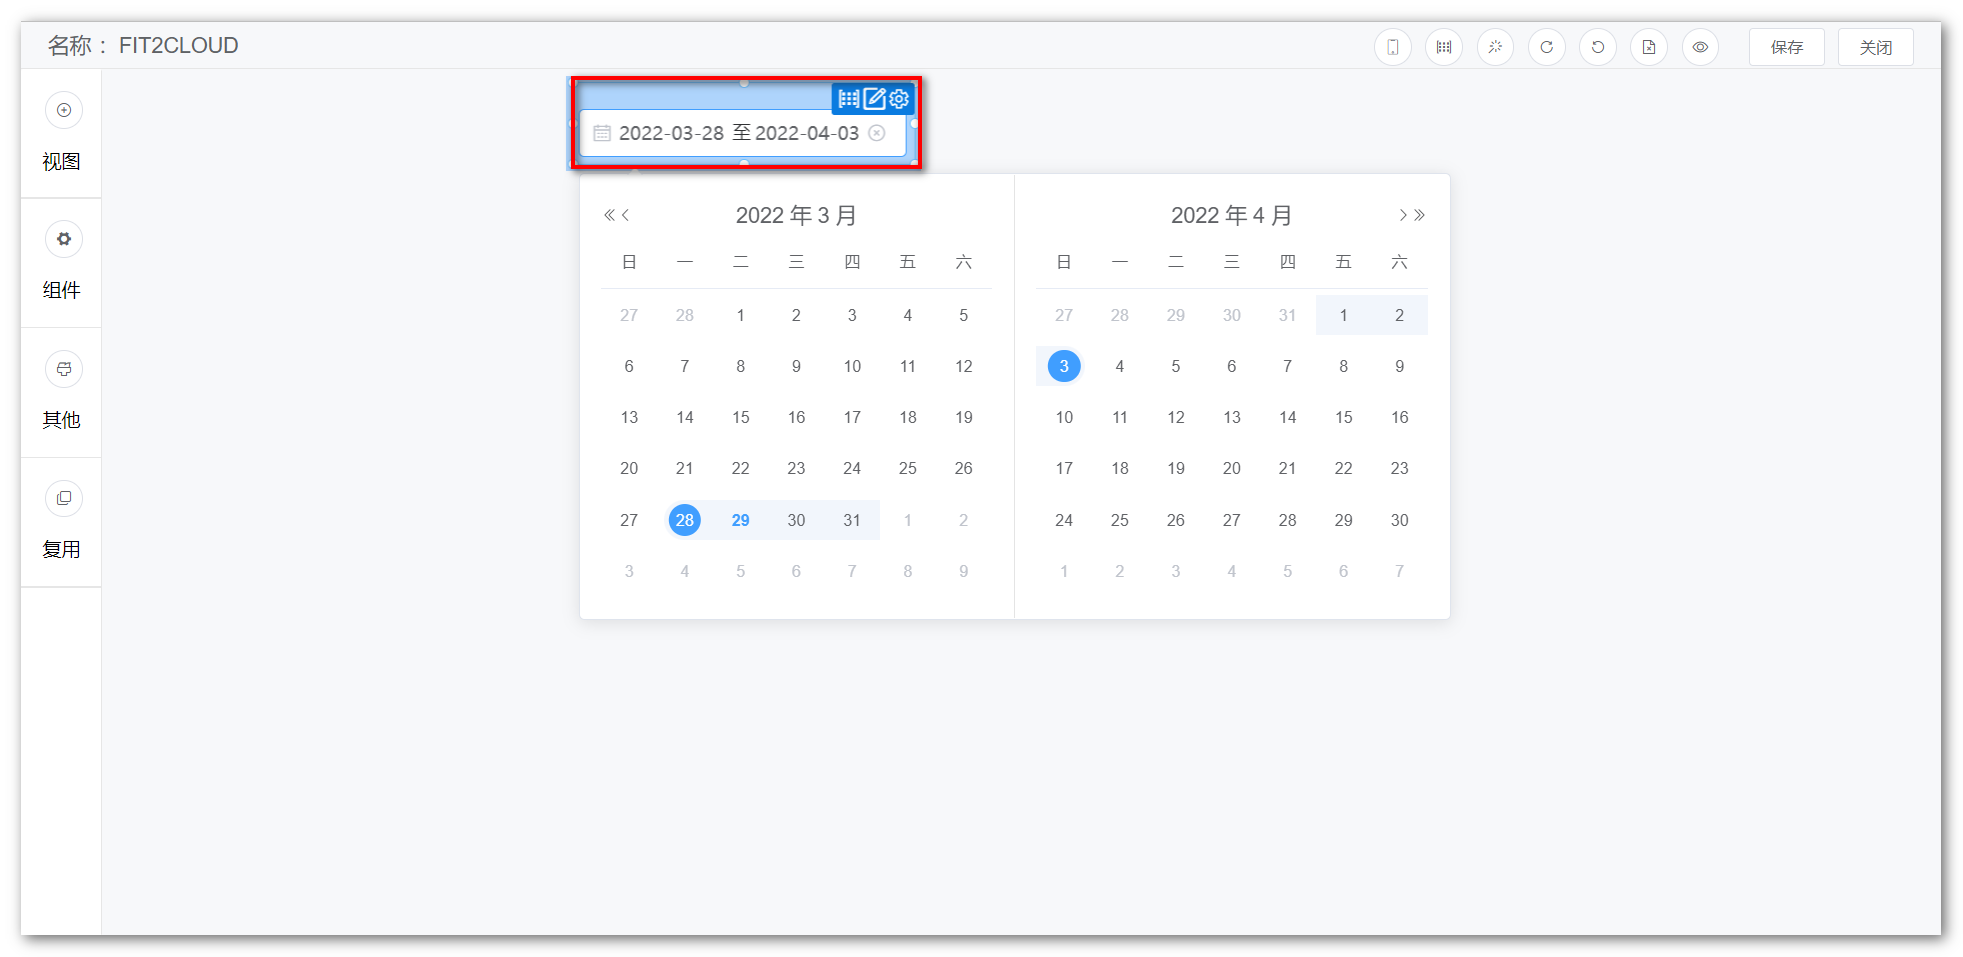 名称： FIT2CLOUD
保存
关闭
视图
组件
其他
复用
2022-03-28 至 2022-04-03
2022 年 3 月
日 一 二 三 四 五 六
27 28 1 2 3 4 5
6 7 8 9 10 11 12
13 14 15 16 17 18 19
20 21 22 23 24 25 26
27 28 29 30 31 1 2
3 4 5 6 7 8 9
2022 年 4 月
日 一 二 三 四 五 六
27 28 29 30 31 1 2
3 4 5 6 7 8 9
10 11 12 13 14 15 16
17 18 19 20 21 22 23
24 25 26 27 28 29 30
1 2 3 4 5 6 7